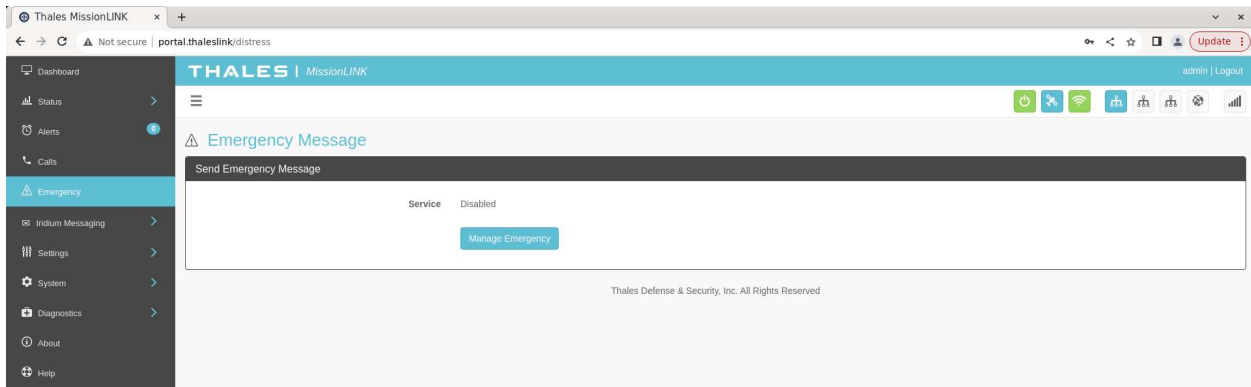 Thales MissionLINK
Not secure | portal.thaleslink/distress
Update
Dashboard
THALES | MissionLINK
admin | Logout
Status
Alerts
0
Calls
Emergency
Iridium Messaging
Settings
System
Diagnostics
About
Help
Emergency Message
Send Emergency Message
Service Disabled
Manage Emergency
Thales Defense & Security, Inc. All Rights Reserved